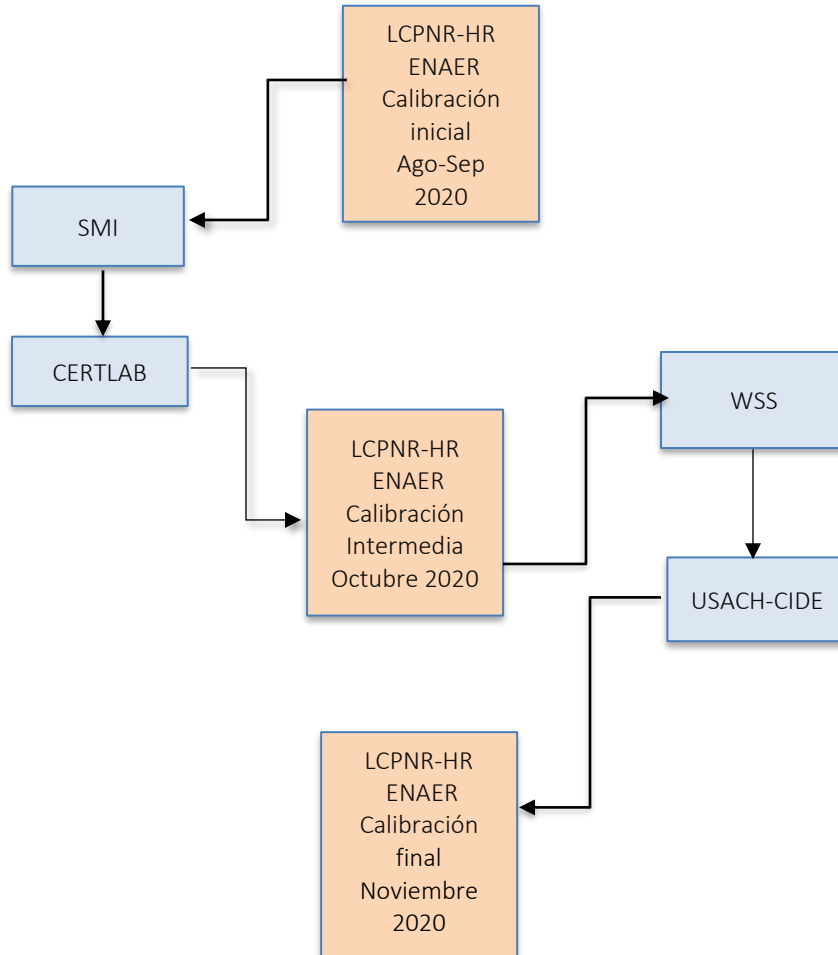 LCPNR-HR
ENAER
Calibración
inicial
Ago-Sep
2020
SMI
CERTLAB
LCPNR-HR
ENAER
Calibración
Intermedia
Octubre 2020
WSS
USACH-CIDE
LCPNR-HR
ENAER
Calibración
final
Noviembre
2020